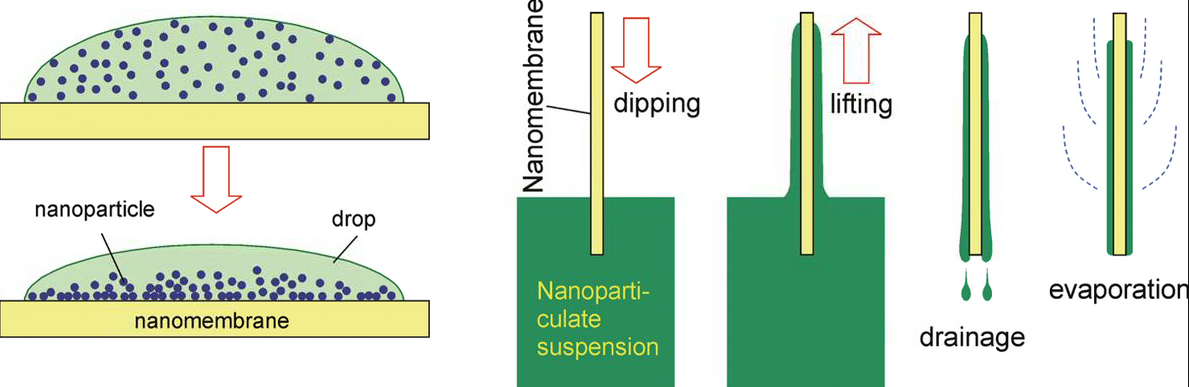 nanoparticle
drop
nanomembrane
Nanomembrane
dipping
Nanoparti-
culate
suspension
lifting
drainage
evaporation